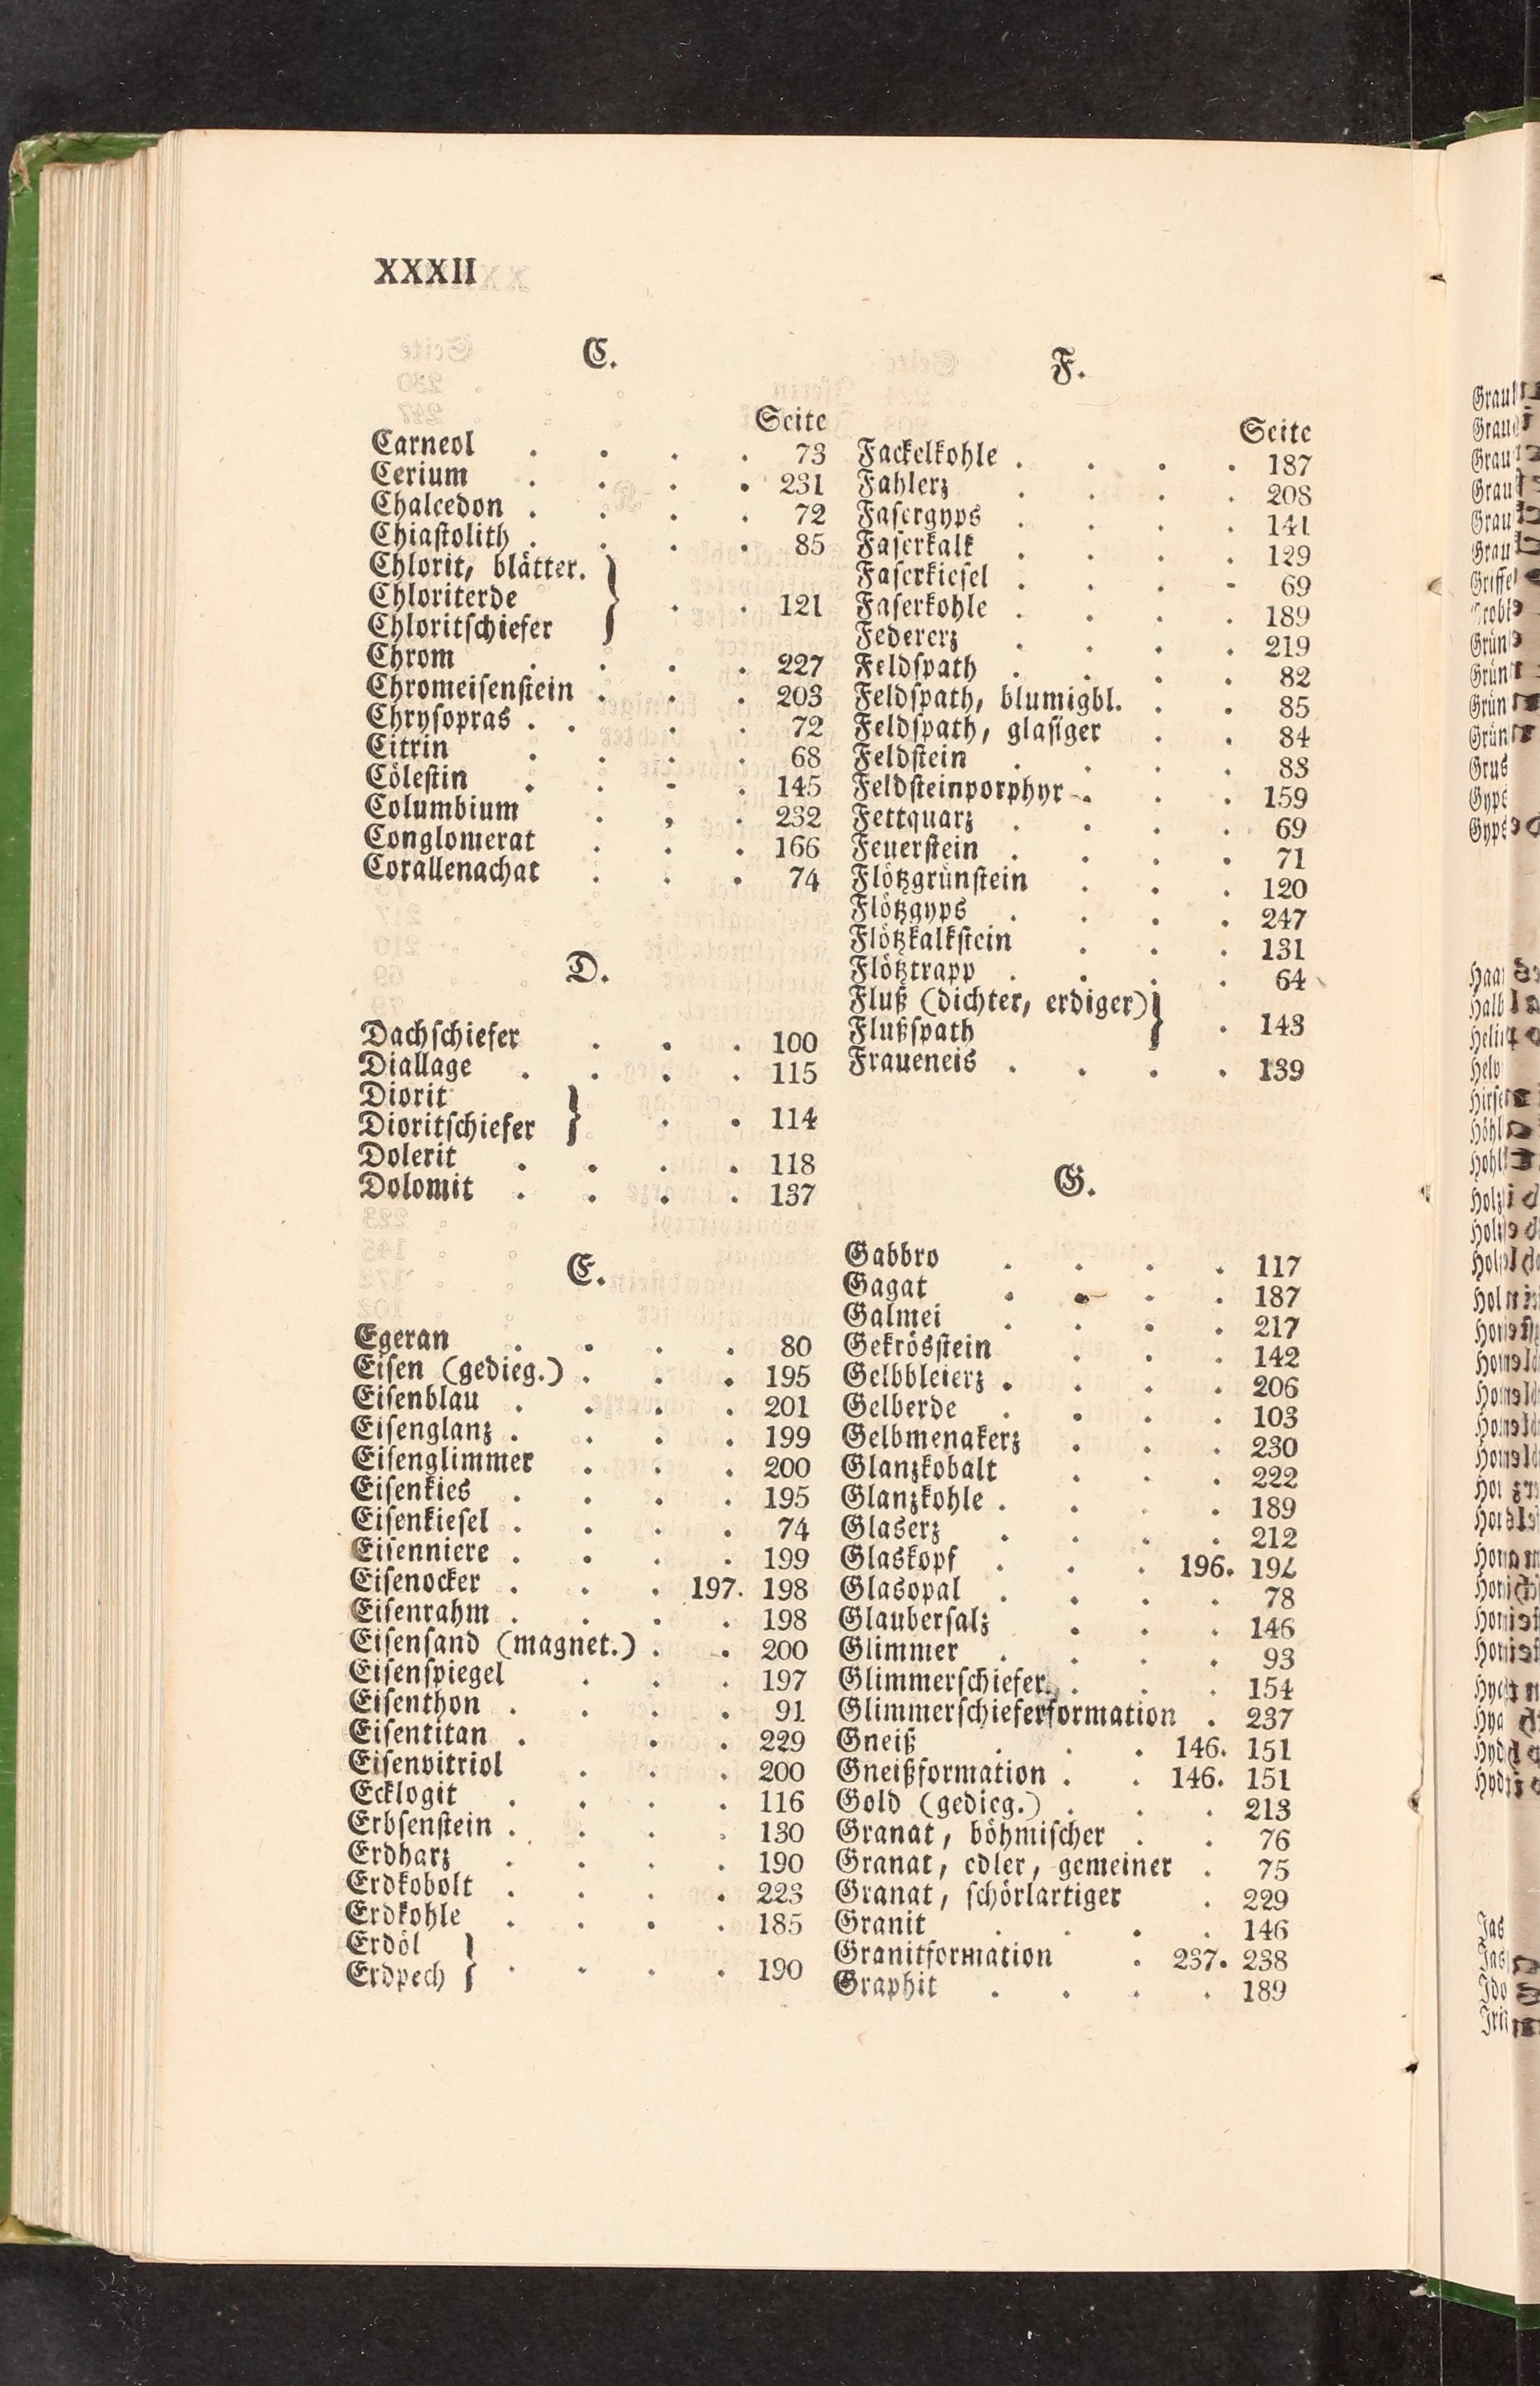 XXXII
C.
Seite
Carneol . . . . 73
Cerium . . . . 231
Chalcedon . . . . 72
Chiastolith . . . . 85
Chlorit, blätter.
Chloriterde } . . 121
Chloritschiefer
Chrom . . . . 227
Chromeisenstein . . . 203
Chrysopras . . . . 72
Citrin . . . . 68
Cölestin . . . . 145
Columbium . . . 232
Conglomerat . . . 166
Corallenachat . . . 74
D.
Dachschiefer . . . 100
Diallage . . . . 115
Diorit
Dioritschiefer } . . 114
Dolerit . . . . 118
Dolomit . . . . 137
E.
Egeran . . . . 80
Eisen (gedieg.) . . . 195
Eisenblau . . . . 201
Eisenglanz . . . . 199
Eisenglimmer . . . 200
Eisenkies . . . . 195
Eisenkiesel . . . . 74
Eisenniere . . . . 199
Eisenocker . . . 197. 198
Eisenrahm . . . . 198
Eisensand (magnet.) . . 200
Eisenspiegel . . . 197
Eisenthon . . . . 91
Eisentitan . . . 229
Eisenvitriol . . . 200
Ecklogit . . . . 116
Erbsenstein . . . . 130
Erdharz . . . . 190
Erdkobolt . . . . 223
Erdkohle . . . . 185
Erdöl
Erdpech } . . . . 190
F.
Seite
Fackelkohle . . . . 187
Fahlerz . . . . 208
Fasergyps . . . . 141
Faserkalk . . . . 129
Faserkiesel . . . . 69
Faserkohle . . . . 189
Federerz . . . . 219
Feldspath . . . . 82
Feldspath, blumigbl. . . 85
Feldspath, glasiger . . 84
Feldstein . . . . 83
Feldsteinporphyr . . . 159
Fettquarz . . . . 69
Feuerstein . . . . 71
Flötzgrünstein . . . 120
Flötzgyps . . . . 247
Flötzkalkstein . . . 131
Flötztrapp . . . . 64
Fluß (dichter, erdiger)
Flußspath } . 143
Fraueneis . . . . 139
G.
Gabbro . . . . 117
Gagat . . . . 187
Galmei . . . . 217
Gekrösstein . . . 142
Gelbbleierz . . . . 206
Gelberde . . . . 103
Gelbmenakerz . . . 230
Glanzkobalt . . . 222
Glanzkohle . . . . 189
Glaserz . . . . 212
Glaskopf . . . 196.
Glasopal . . . . 78
Glaubersalz . . . 146
Glimmer . . . . 93
Glimmerschiefer . . . 154
Glimmerschieferformation . 237
Gneiß . . . 146. 151
Gneißformation . . 146. 151
Gold (gedieg.) . . . 213
Granat, böhmischer . . 76
Granat, edler, gemeiner . 75
Granat, schörlartiger . 229
Granit . . . . 146
Granitformation . 237. 238
Graphit . . . . 189